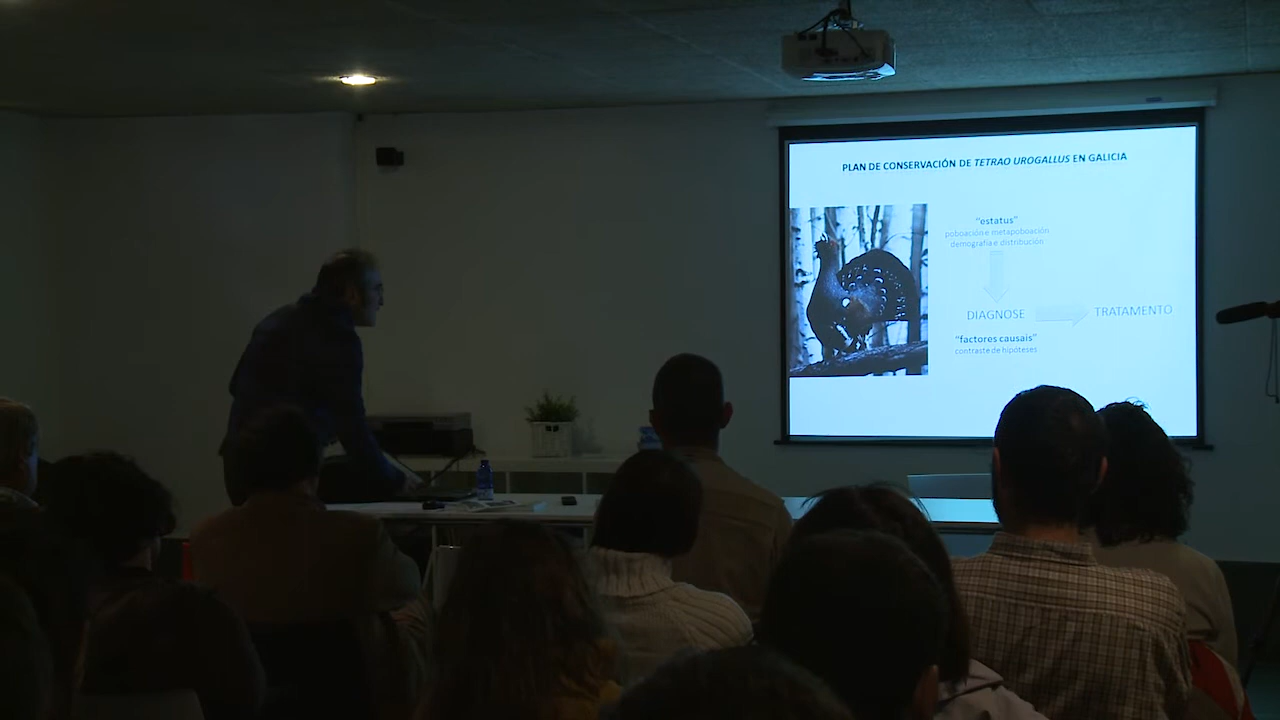 PLAN DE CONSERVACIÓN DE TETRAO UROGALLUS EN GALICIA
"estatus"
poboación e metapoboación
demografía e distribución
DIAGNOSE
TRATAMENTO
"factores causais"
contraste de hipóteses